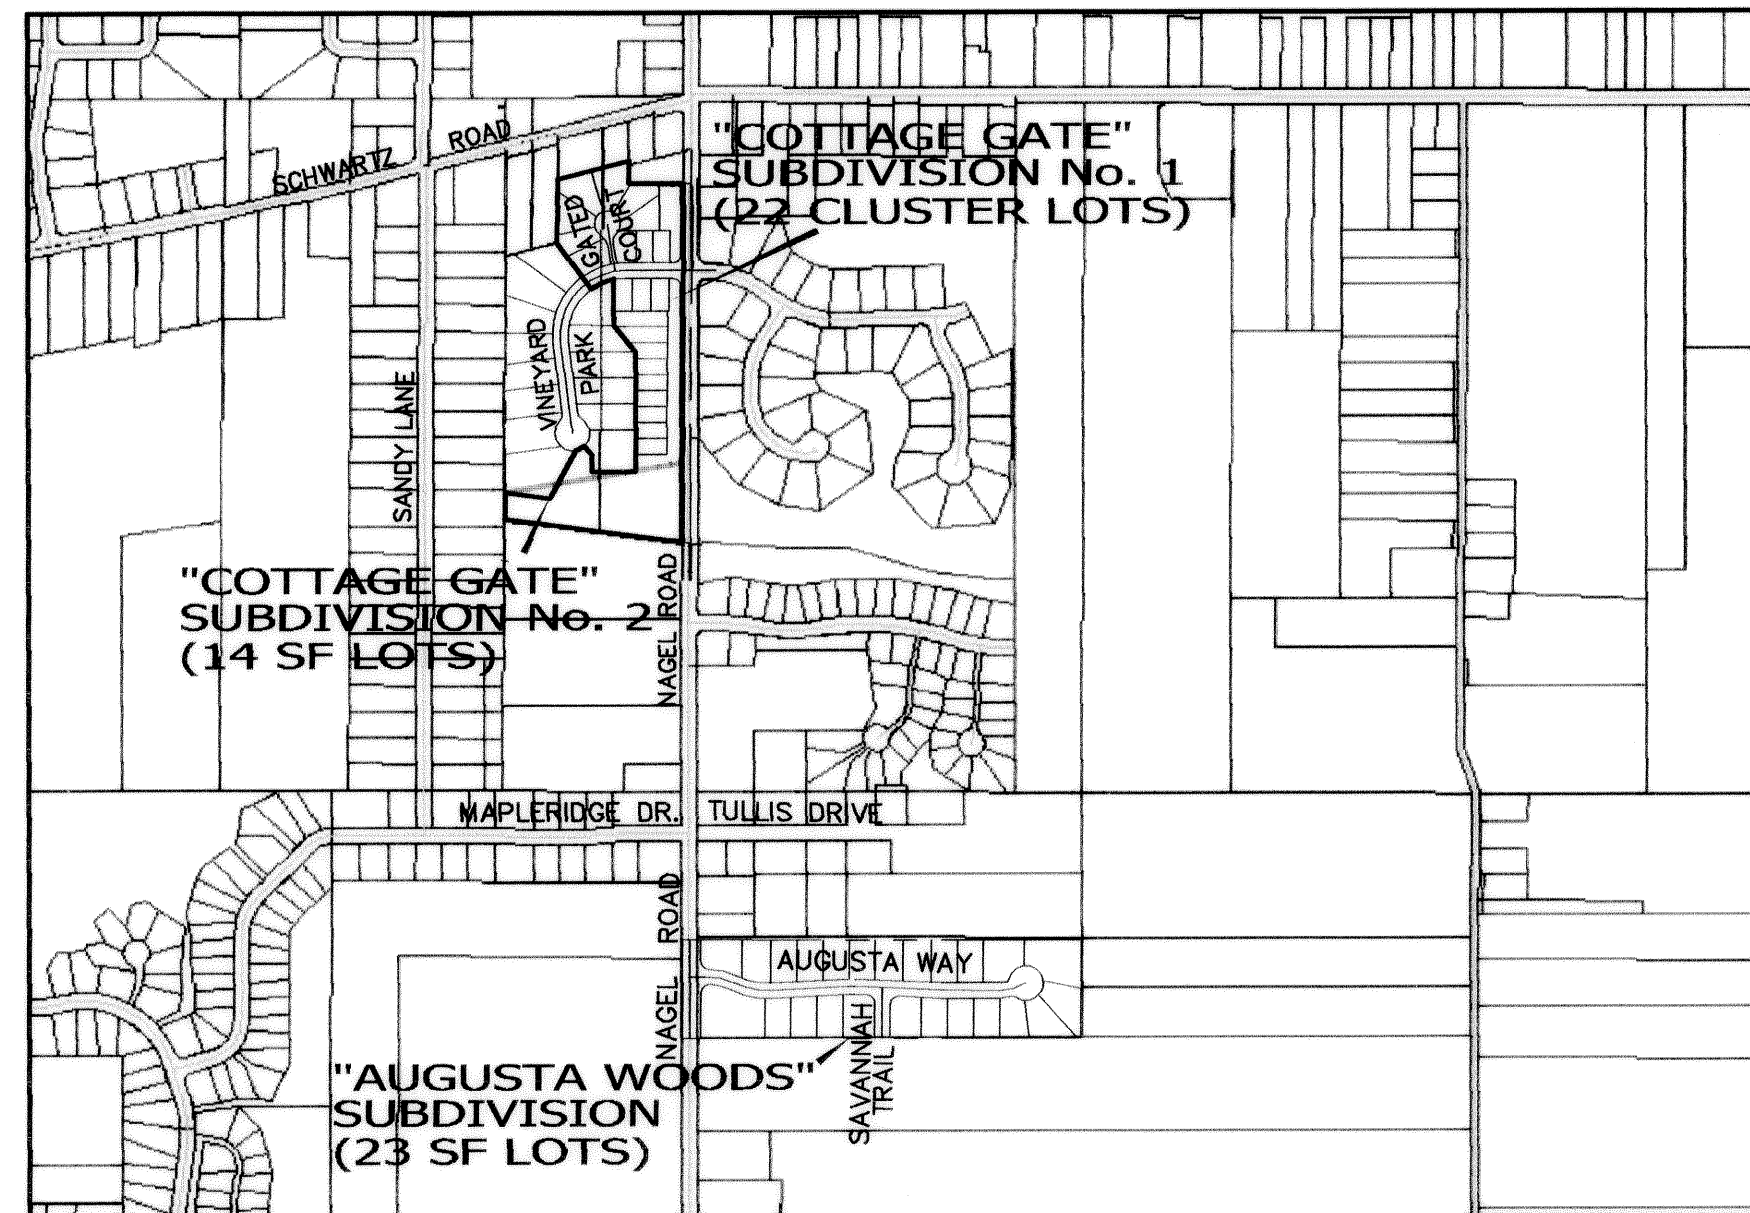 "COTTAGE GATE"
SUBDIVISION No. 1
(22 CLUSTER LOTS)
SCHWARTZ ROAD
GATED
COURT
VINEYARD
PARK
SANDY LANE
"COTTAGE GATE"
SUBDIVISION No. 2
(14 SF LOTS)
NAGEL ROAD
MAPLERIDGE DR.
TULLIS DRIVE
NAGEL ROAD
AUGUSTA WAY
SAVANNAH
TRAIL
"AUGUSTA WOODS"
SUBDIVISION
(23 SF LOTS)